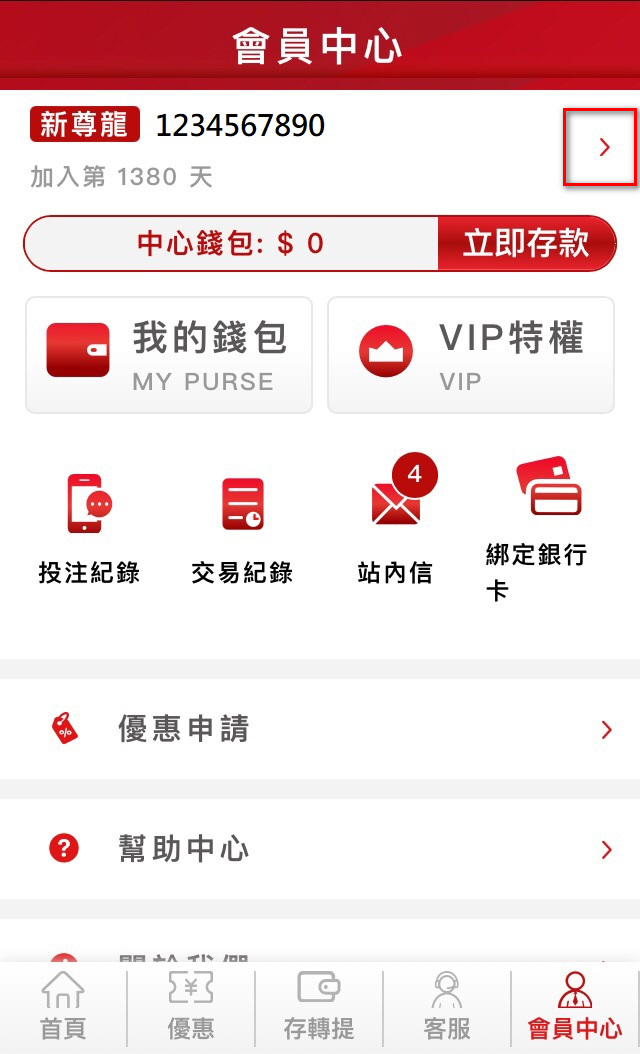 會員中心
新尊龍 1234567890
加入第 1380 天
中心錢包: $ 0 立即存款
我的錢包
MY PURSE
VIP特權
VIP
4
投注紀錄 交易紀錄 站內信 綁定銀行
卡
優惠申請
幫助中心
首頁 優惠 存轉提 客服 會員中心